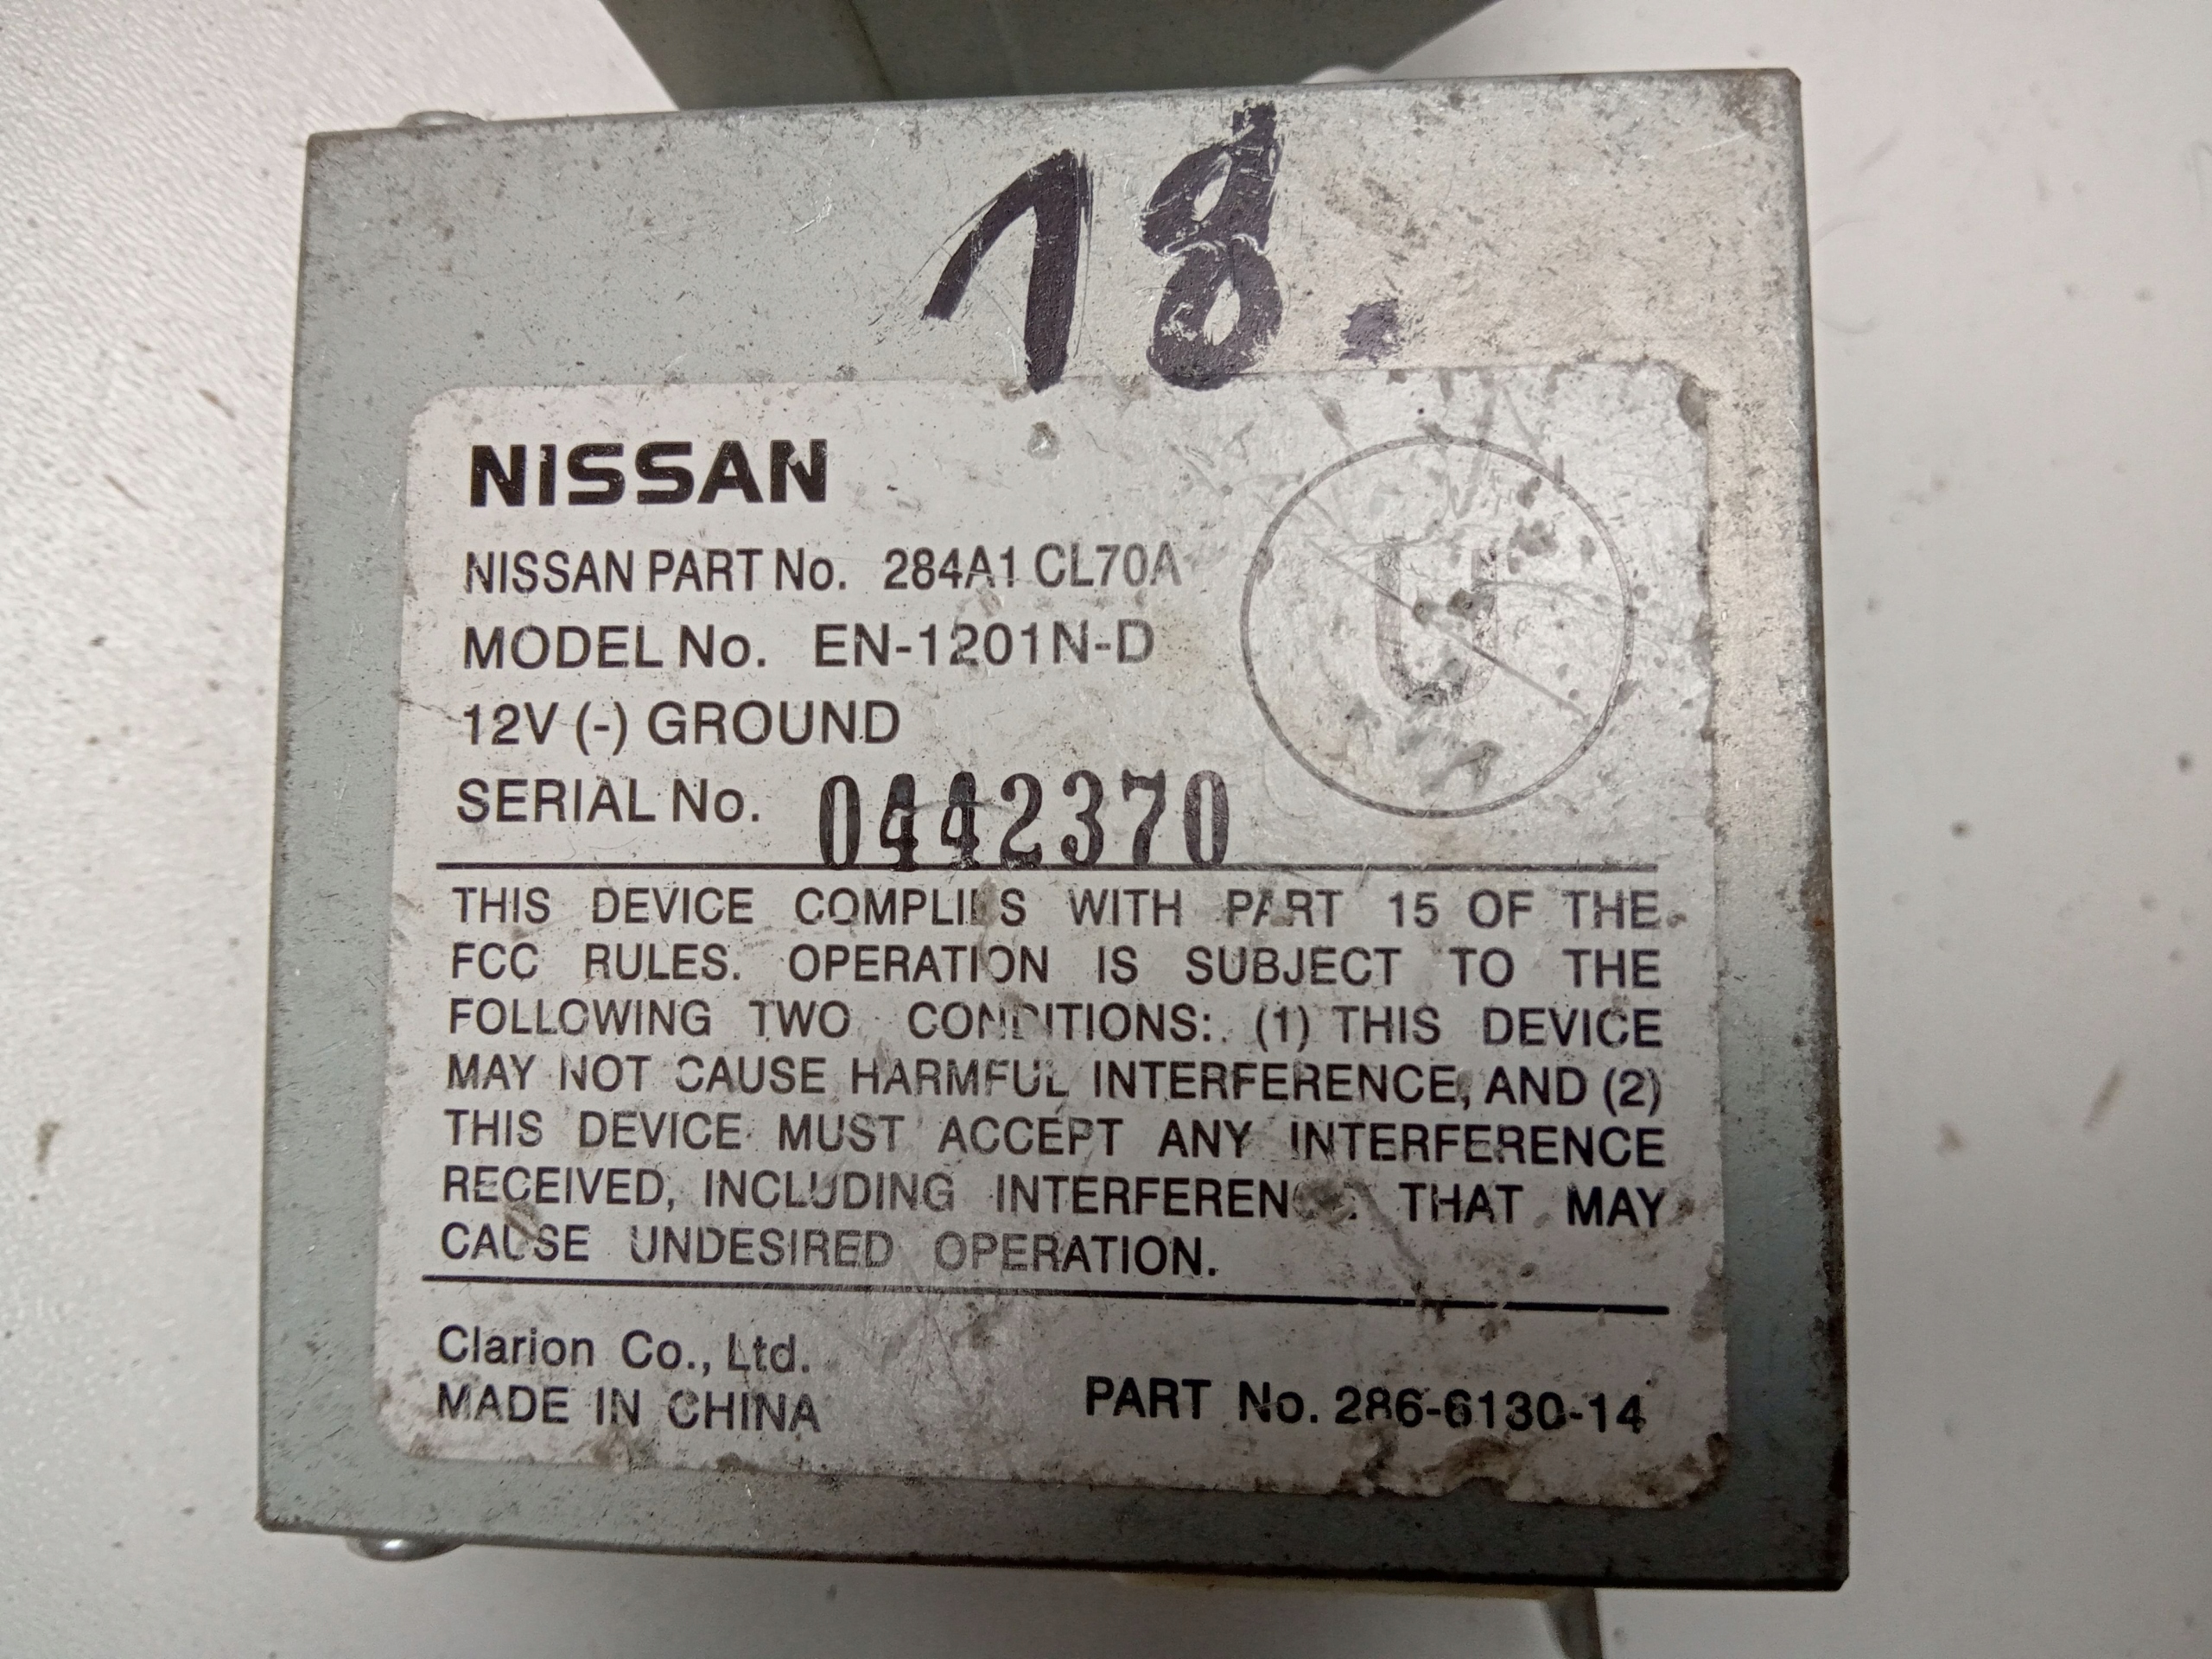 18.
NISSAN
NISSAN PART No. 284A1 CL70A
MODEL No. EN-1201N-D
U
12V (-) GROUND
SERIAL No. 0442370
THIS DEVICE COMPLIES WITH PART 15 OF THE
FCC RULES. OPERATION IS SUBJECT TO THE
FOLLOWING TWO CONDITIONS: (1) THIS DEVICE
MAY NOT CAUSE HARMFUL INTERFERENCE, AND (2)
THIS DEVICE MUST ACCEPT ANY INTERFERENCE
RECEIVED, INCLUDING INTERFERENCE THAT MAY
CAUSE UNDESIRED OPERATION.
Clarion Co., Ltd.
MADE IN CHINA
PART No. 286-6130-14